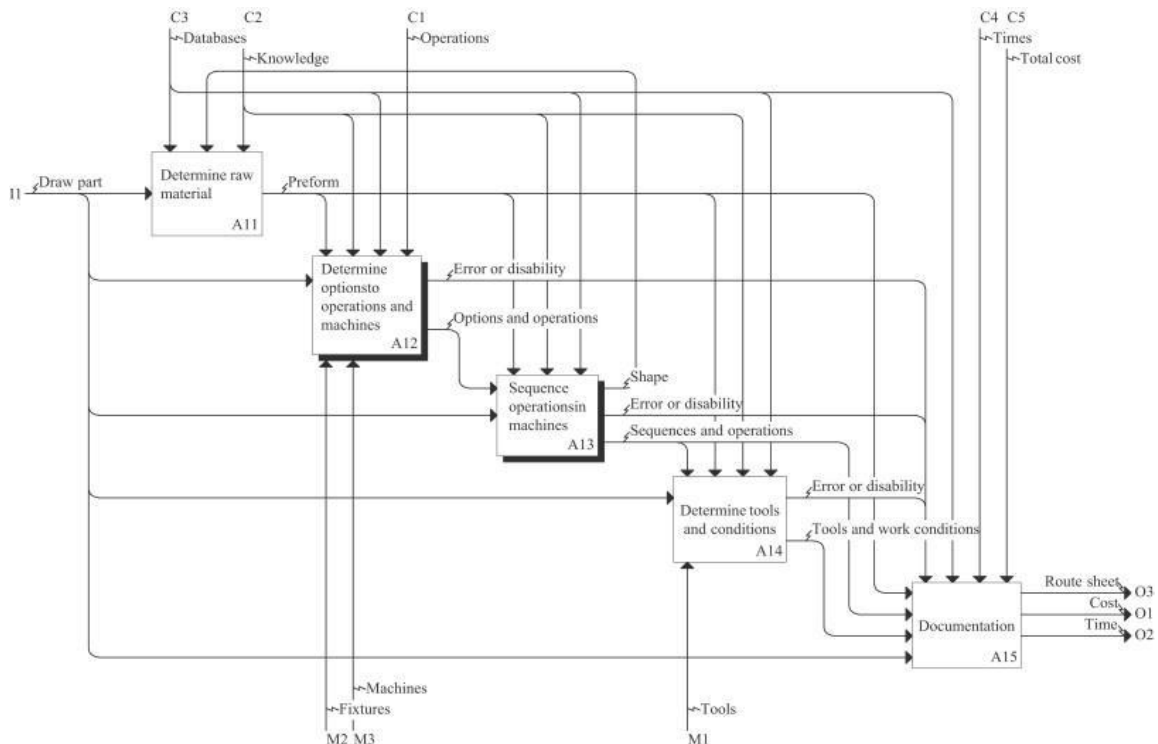 C3
C2
C1
C4
C5
Databases
Operations
Times
Knowledge
Total cost
I1
Draw part
Determine raw
material
A11
Preform
Determine
optionsto
operations and
machines
A12
Error or disability
Options and operations
Sequence
operationsin
machines
A13
Shape
Error or disability
Sequences and operations
Determine tools
and conditions
A14
Error or disability
Tools and work conditions
Documentation
A15
Route sheet
O3
Cost
O1
Time
O2
Machines
Fixtures
Tools
M2
M3
M1